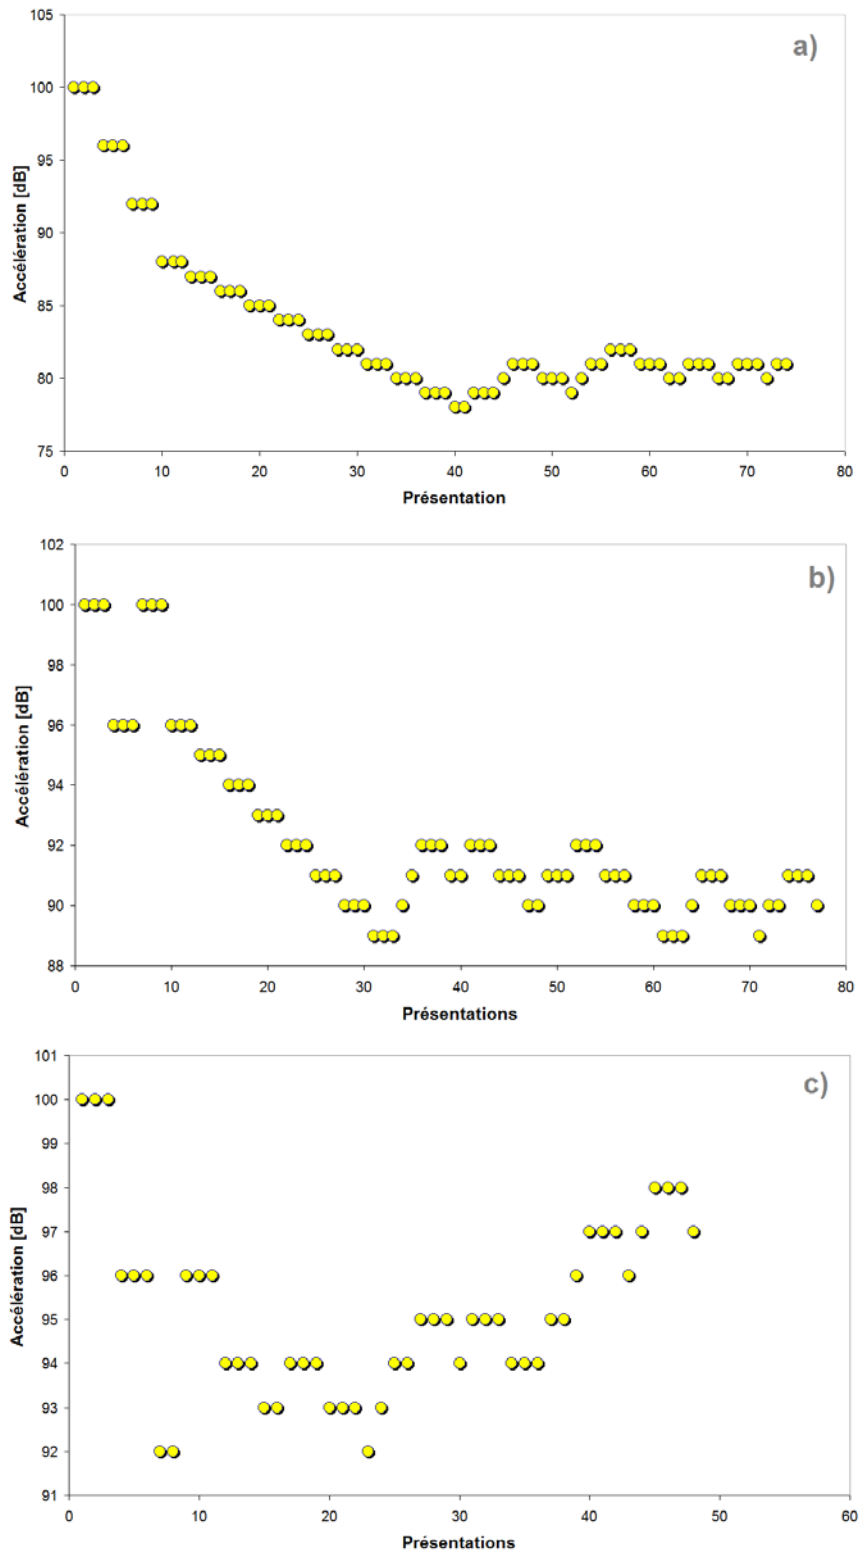 a)
105
100
95
90
85
80
75
Accélération [dB]
0 10 20 30 40 50 60 70 80
Présentation
b)
102
100
98
96
94
92
90
88
Accélération [dB]
0 10 20 30 40 50 60 70 80
Présentations
c)
101
100
99
98
97
96
95
94
93
92
91
Accélération [dB]
0 10 20 30 40 50 60
Présentations